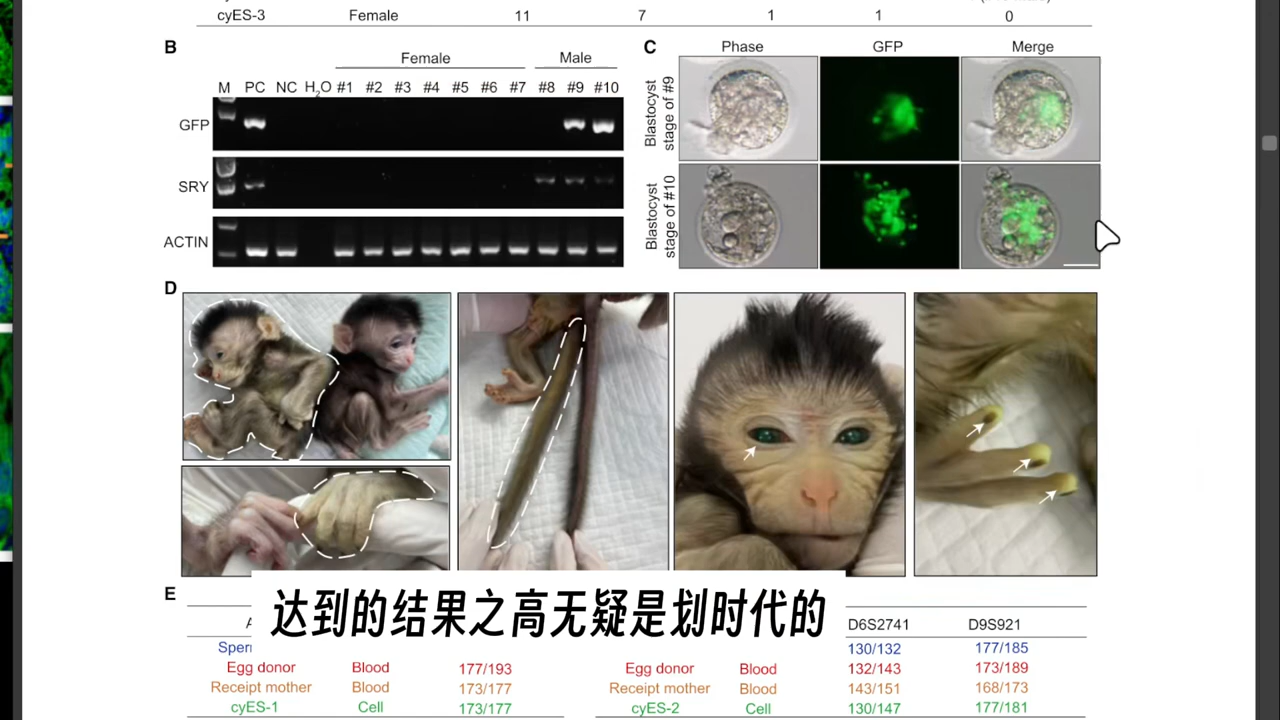 cyES-3 Female 11 7 1 1 0
B
Female Male
M PC NC H2O #1 #2 #3 #4 #5 #6 #7 #8 #9 #10
GFP
SRY
ACTIN
C
Phase GFP Merge
Blastocyst
stage of #9
Blastocyst
stage of #10
D
E
达到的结果之高无疑是划时代的
D6S2741 D9S921
130/132 177/185
Egg donor Blood 177/193 Egg donor Blood 132/143 173/189
Receipt mother Blood 173/177 Receipt mother Blood 143/151 168/173
cyES-1 Cell 173/177 cyES-2 Cell 130/147 177/181